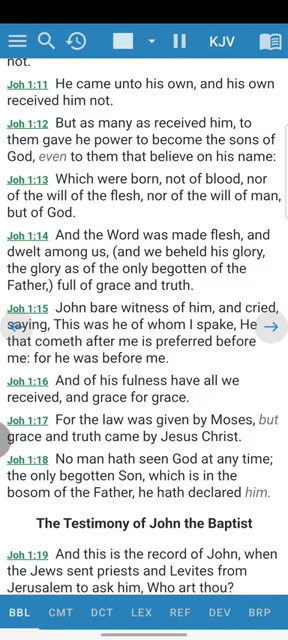 KJV
not.
Joh 1:11 He came unto his own, and his own
received him not.
Joh 1:12 But as many as received him, to
them gave he power to become the sons of
God, even to them that believe on his name:
Joh 1:13 Which were born, not of blood, nor
of the will of the flesh, nor of the will of man,
but of God.
Joh 1:14 And the Word was made flesh, and
dwelt among us, (and we beheld his glory,
the glory as of the only begotten of the
Father,) full of grace and truth.
Joh 1:15 John bare witness of him, and cried,
saying, This was he of whom I spake, He
that cometh after me is preferred before
me: for he was before me.
Joh 1:16 And of his fulness have all we
received, and grace for grace.
Joh 1:17 For the law was given by Moses, but
grace and truth came by Jesus Christ.
Joh 1:18 No man hath seen God at any time;
the only begotten Son, which is in the
bosom of the Father, he hath declared him.
The Testimony of John the Baptist
Joh 1:19 And this is the record of John, when
the Jews sent priests and Levites from
Jerusalem to ask him, Who art thou?
BBL CMT DCT LEX REF DEV BRP